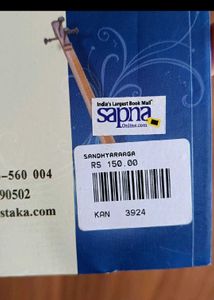 India's Largest Book Mall
sapna
Online.com
SANDHYARAAGA
RS 150.00
KAN 3924
-560 004
90502
staka.com